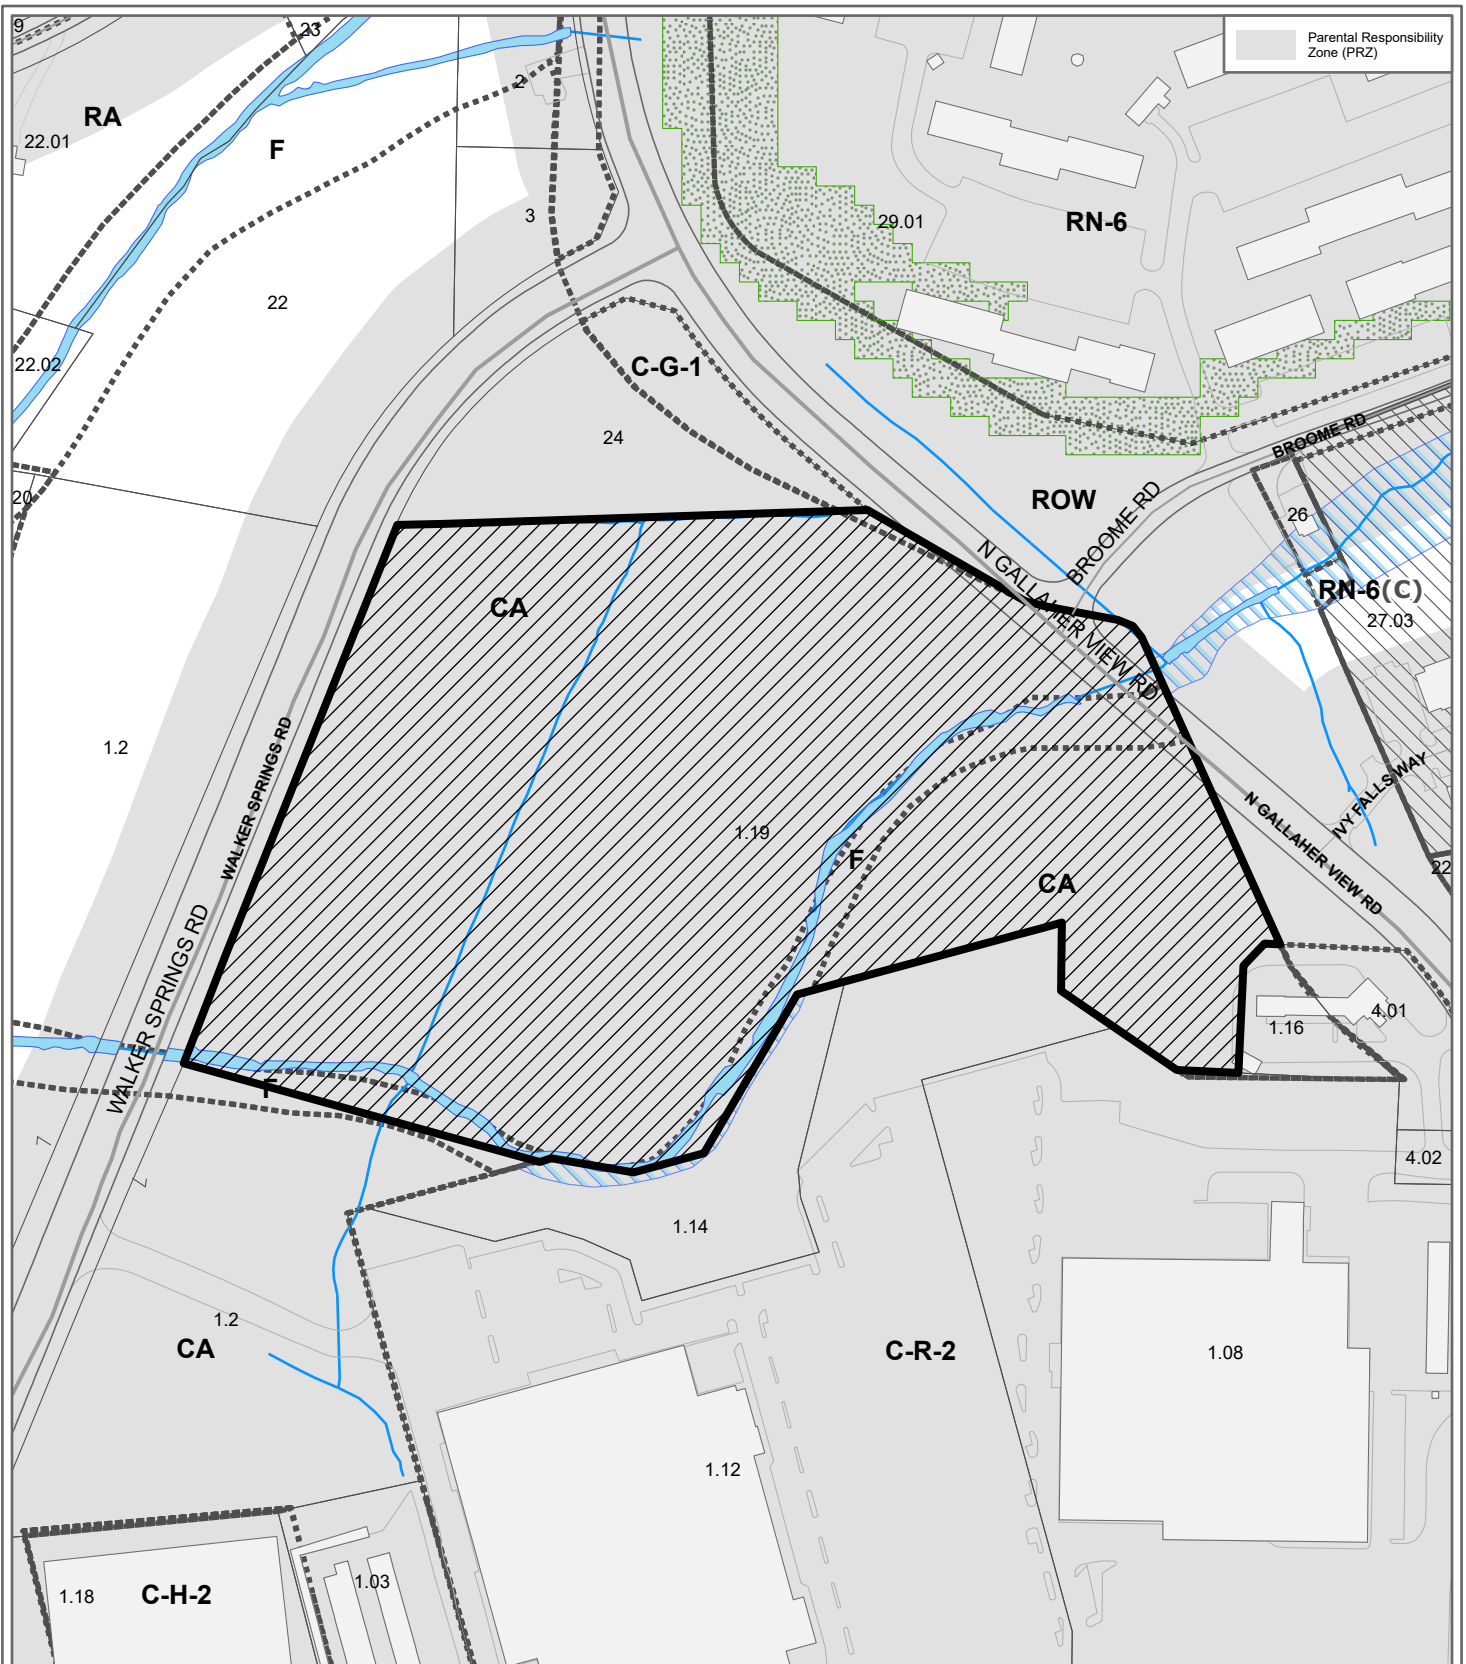 Parental Responsibility
Zone (PRZ)
9
23
2
RA
22.01
F
3
29.01
RN-6
22
22.02
C-G-1
24
BROOME RD
20
ROW
BROOME RD
26
N GALLAHER VIEW RD
RN-6(C)
27.03
CA
1.2
WALKER SPRINGS RD
1.19
F
CA
IVY FALLS WAY
N GALLAHER VIEW RD
22
WALKER SPRINGS RD
1.16
4.01
F
7
7
4.02
1.14
1.2
CA
C-R-2
1.08
1.12
1.18
C-H-2
1.03